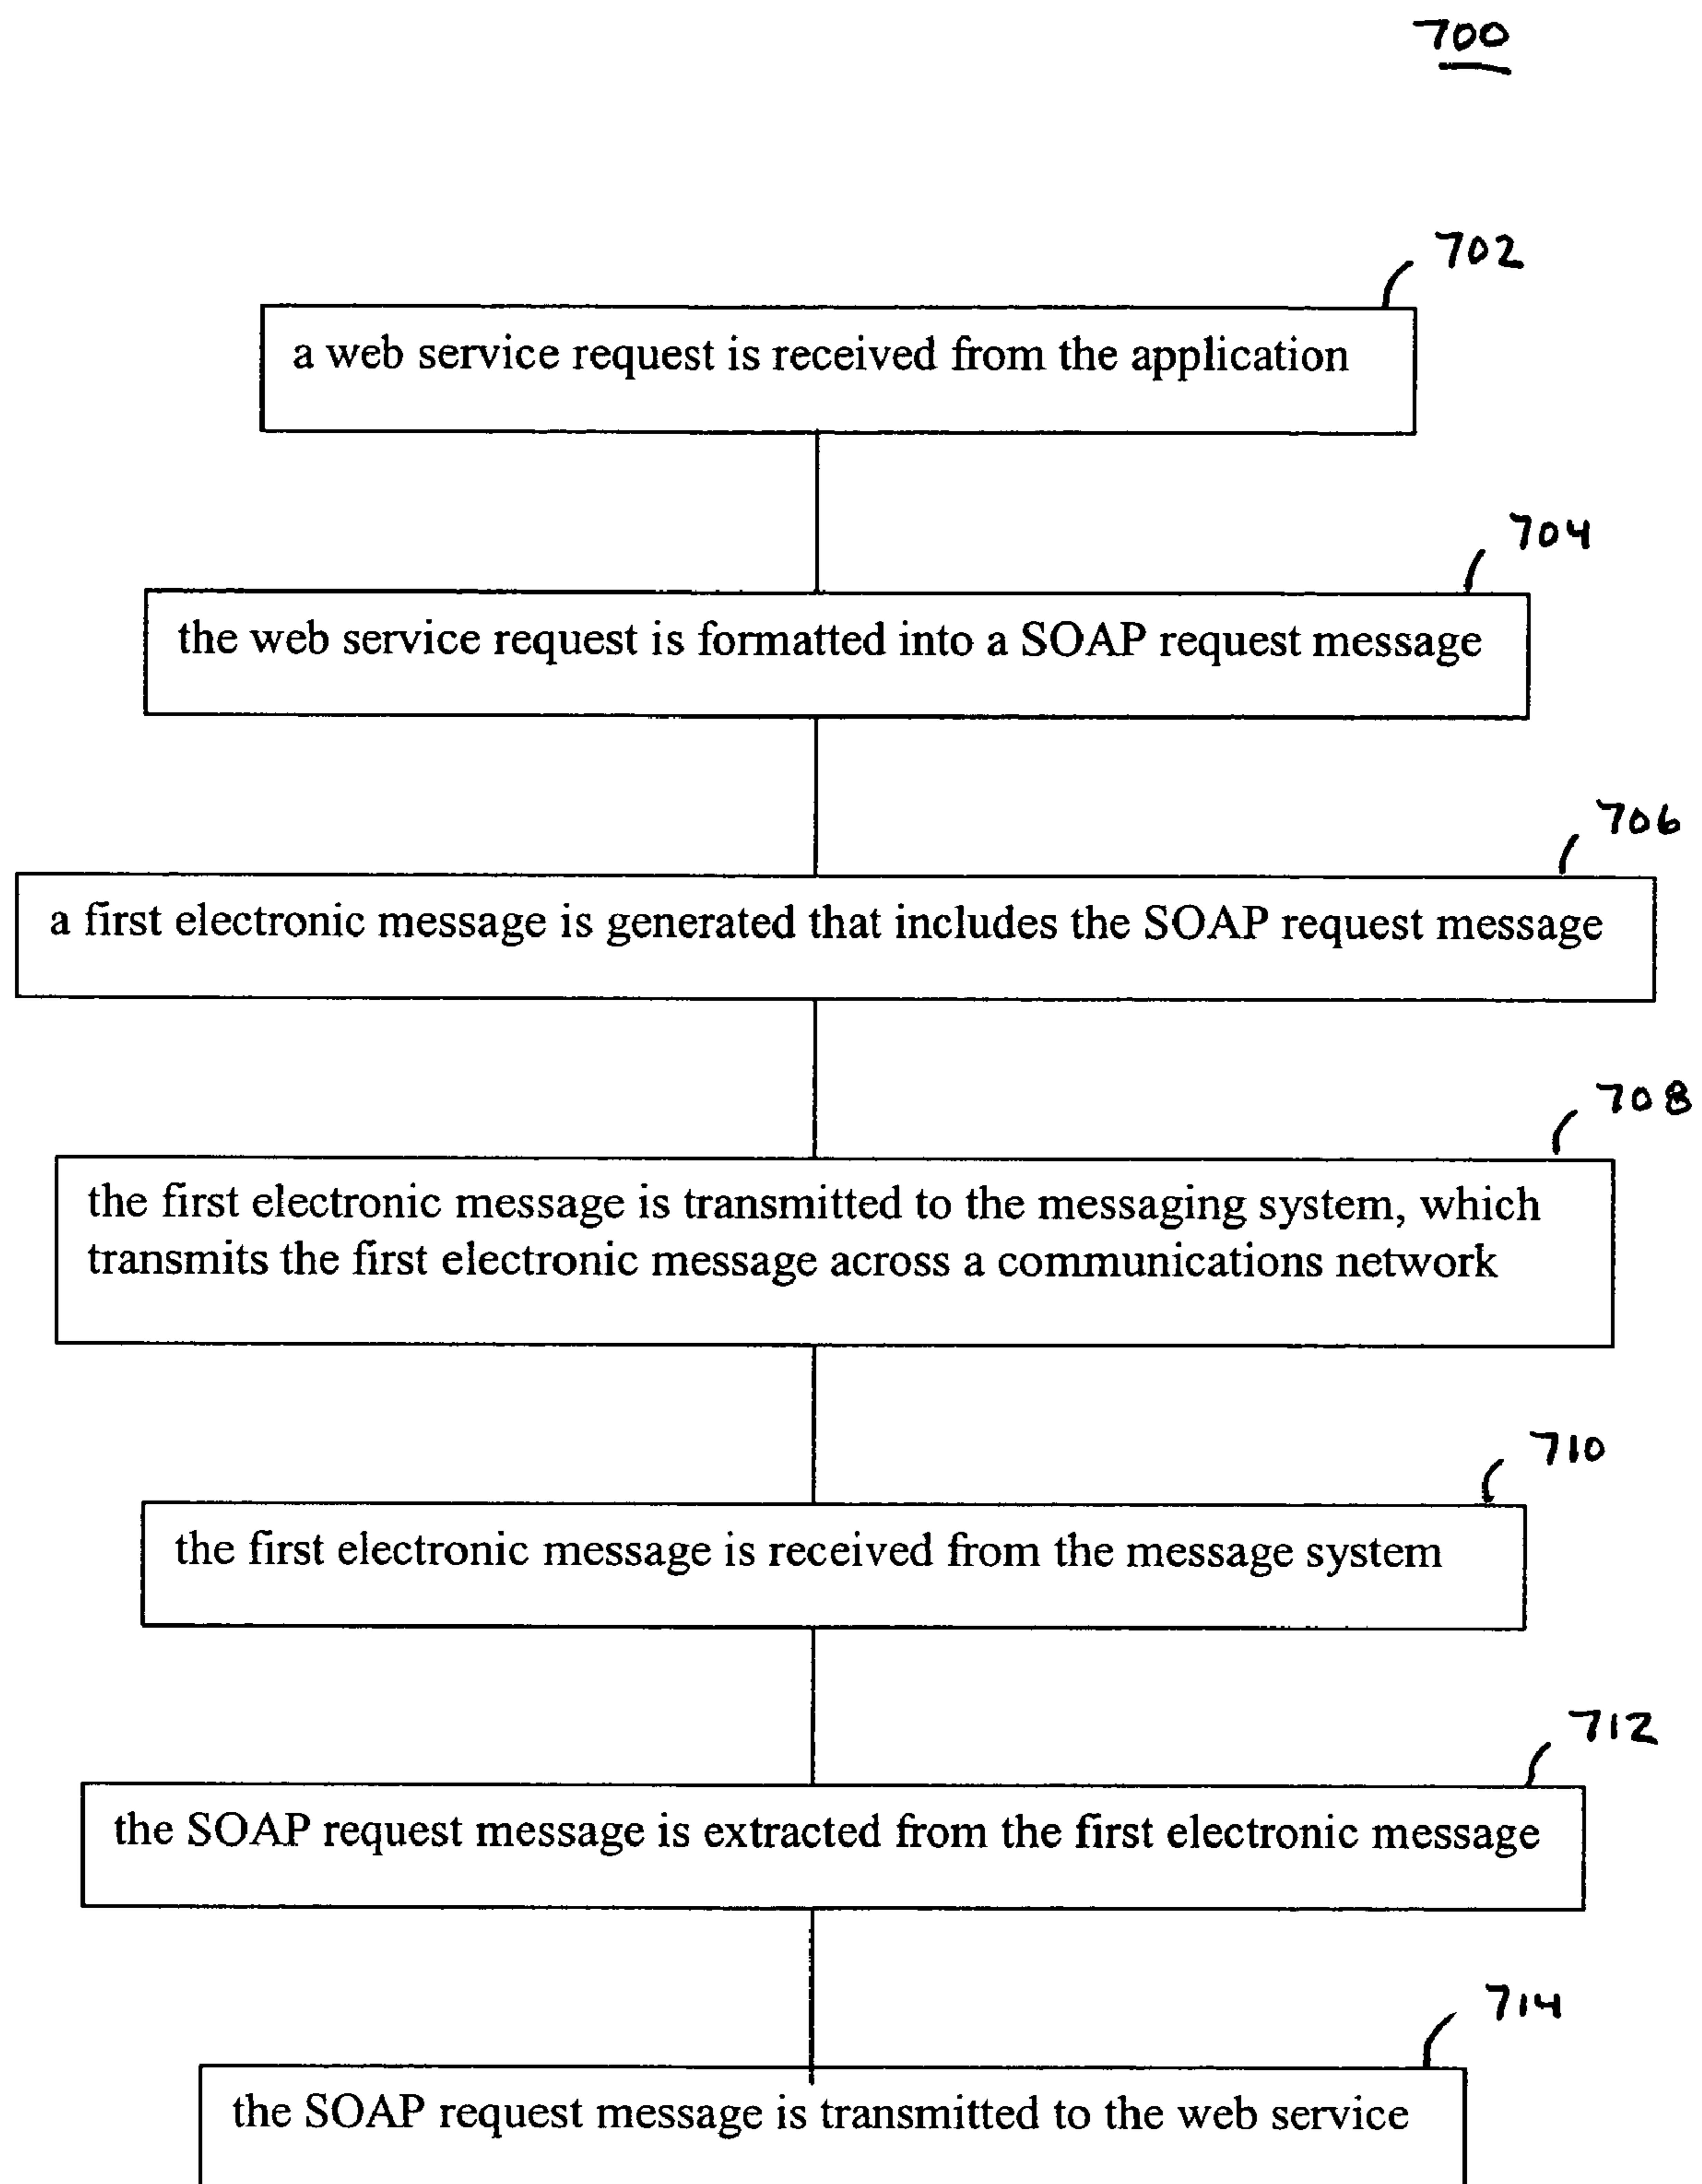 700
702
a web service request is received from the application
704
the web service request is formatted into a SOAP request message
706
a first electronic message is generated that includes the SOAP request message
708
the first electronic message is transmitted to the messaging system, which
transmits the first electronic message across a communications network
710
the first electronic message is received from the message system
712
the SOAP request message is extracted from the first electronic message
714
the SOAP request message is transmitted to the web service